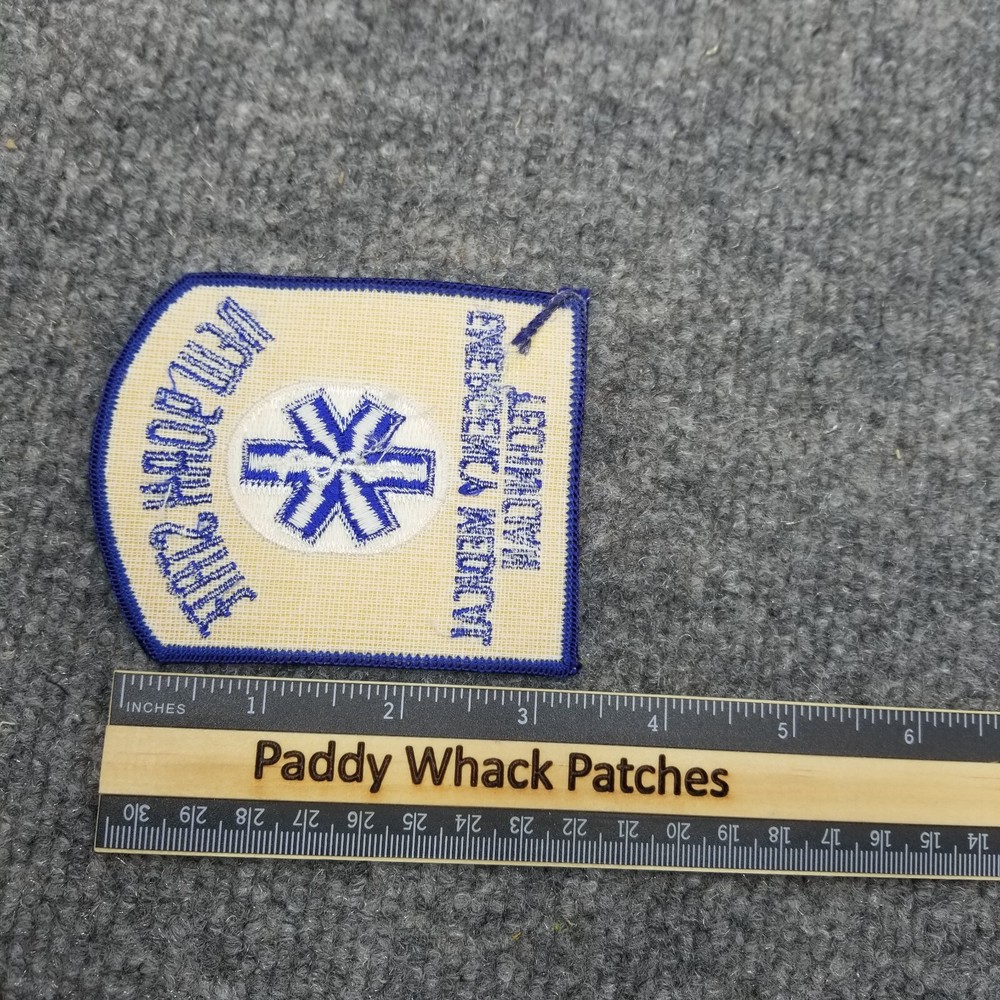 NEW YORK STATE
EMERGENCY MEDICAL
TECHNICIAN
INCHES 1 2 3 4 5 6
Paddy Whack Patches
30 29 28 27 26 25 24 23 22 21 20 19 18 17 16 15 14